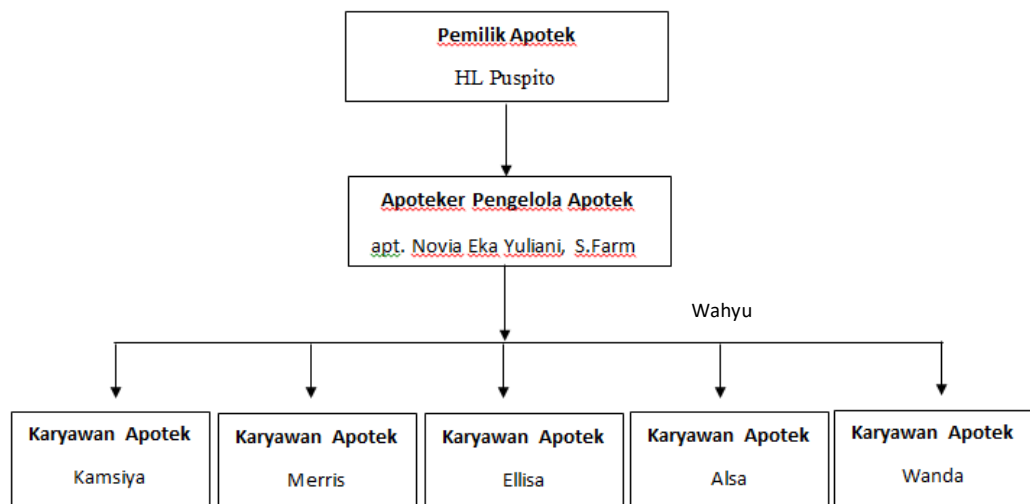 Pemilik Apotek
HL Puspito
Apoteker Pengelola Apotek
apt. Novia Eka Yuliani, S.Farm
Wahyu
Karyawan Apotek
Kamsiya
Karyawan Apotek
Merris
Karyawan Apotek
Ellisa
Karyawan Apotek
Alsa
Karyawan Apotek
Wanda